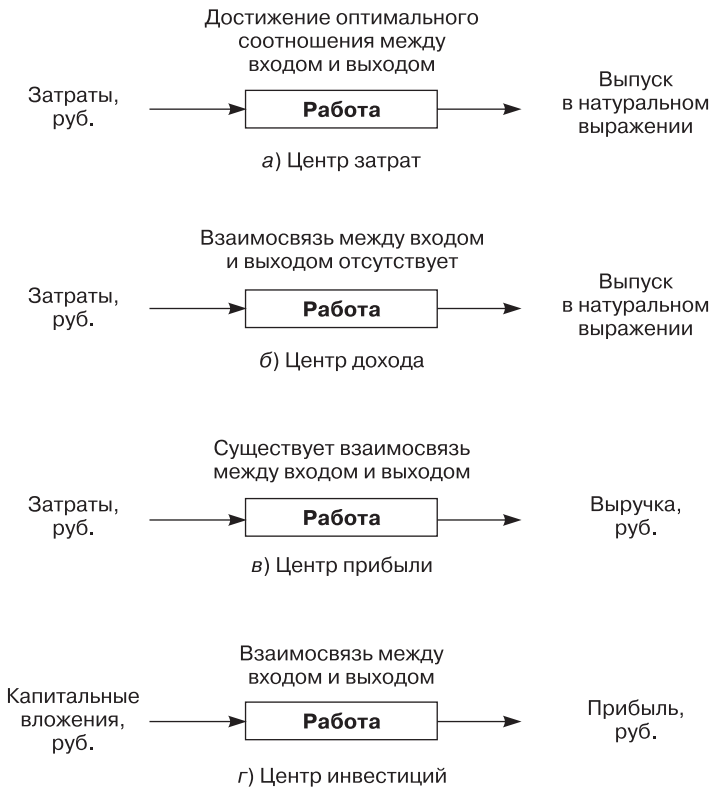 Достижение оптимального
соотношения между
входом и выходом
Затраты,
руб.
Работа
Выпуск
в натуральном
выражении
а) Центр затрат
Взаимосвязь между входом
и выходом отсутствует
Затраты,
руб.
Работа
Выпуск
в натуральном
выражении
б) Центр дохода
Существует взаимосвязь
между входом и выходом
Затраты,
руб.
Работа
Выручка,
руб.
в) Центр прибыли
Взаимосвязь между
входом и выходом
Капитальные
вложения,
руб.
Работа
Прибыль,
руб.
г) Центр инвестиций